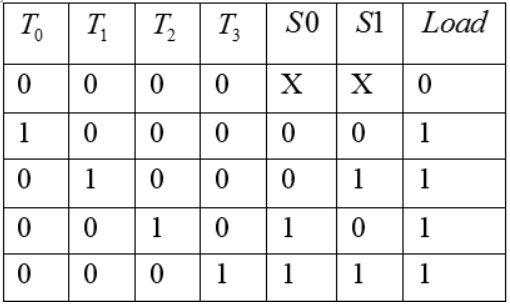 T₀ T₁ T₂ T₃ S0 S1 Load
0 0 0 0 X X 0
1 0 0 0 0 0 1
0 1 0 0 0 1 1
0 0 1 0 1 0 1
0 0 0 1 1 1 1